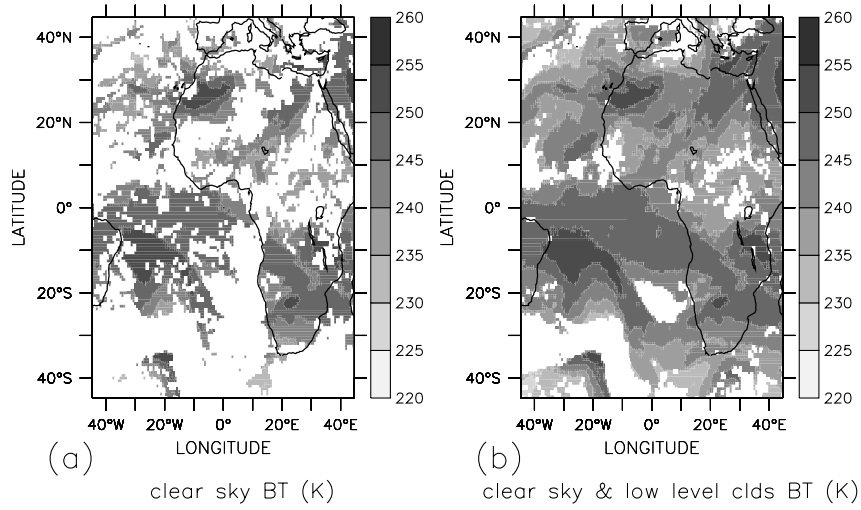 40°N
20°N
0°
20°S
40°S
LATITUDE
40°W
20°W
0°
20°E
40°E
LONGITUDE
260
255
250
245
240
235
230
225
220
(a)
clear sky BT (K)
40°N
20°N
0°
20°S
40°S
LATITUDE
40°W
20°W
0°
20°E
40°E
LONGITUDE
260
255
250
245
240
235
230
225
220
(b)
clear sky & low level clds BT (K)